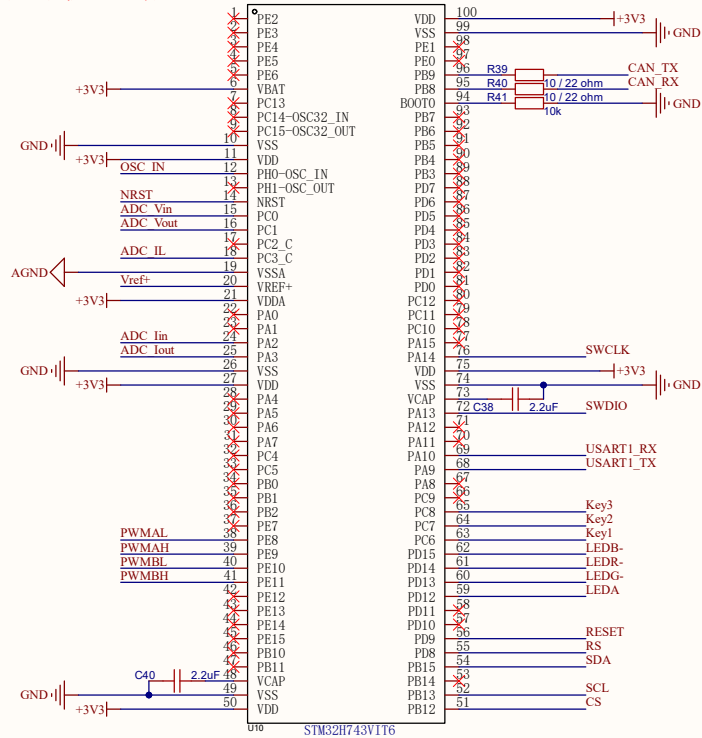 1 PE2
2 PE3
3 PE4
4 PE5
5 PE6
+3V3 6 VBAT
7 PC13
8 PC14-OSC32_IN
9 PC15-OSC32_OUT
GND 10 VSS
+3V3 11 VDD
OSC_IN 12 PH0-OSC_IN
13 PH1-OSC_OUT
NRST 14 NRST
ADC_Vin 15 PC0
ADC_Vout 16 PC1
17 PC2_C
ADC_IL 18 PC3_C
AGND 19 VSSA
Vref+ 20 VREF+
+3V3 21 VDDA
22 PA0
23 PA1
ADC_Iin 24 PA2
ADC_Iout 25 PA3
GND 26 VSS
+3V3 27 VDD
28 PA4
29 PA5
30 PA6
31 PA7
32 PC4
33 PC5
34 PB0
35 PB1
36 PB2
37 PE7
PWMAL 38 PE8
PWMAH 39 PE9
PWMBL 40 PE10
PWMBH 41 PE11
42 PE12
43 PE13
44 PE14
45 PE15
46 PB10
47 PB11
C40 2.2uF 48 VCAP
GND 49 VSS
+3V3 50 VDD
VDD 100 +3V3
VSS 99 GND
PE1 98
PE0 97
PB9 96 R39 CAN_TX
PB8 95 R40 10 / 22 ohm CAN_RX
BOOT0 94 R41 10 / 22 ohm GND
10k
PB7 93
PB6 92
PB5 91
PB4 90
PB3 89
PD7 88
PD6 87
PD5 86
PD4 85
PD3 84
PD2 83
PD1 82
PD0 81
PC12 80
PC11 79
PC10 78
PA15 77
PA14 76 SWCLK
VDD 75 +3V3
VSS 74 GND
VCAP 73 C38 2.2uF
PA13 72 SWDIO
PA12 71
PA11 70
PA10 69 USART1_RX
PA9 68 USART1_TX
PA8 67
PC9 66
PC8 65 Key3
PC7 64 Key2
PC6 63 Key1
PD15 62 LEDB-
PD14 61 LEDR-
PD13 60 LEDG-
PD12 59 LEDA
PD11 58
PD10 57
PD9 56 RESET
PD8 55 RS
PB15 54 SDA
PB14 53
PB13 52 SCL
PB12 51 CS
U10
STM32H743VIT6